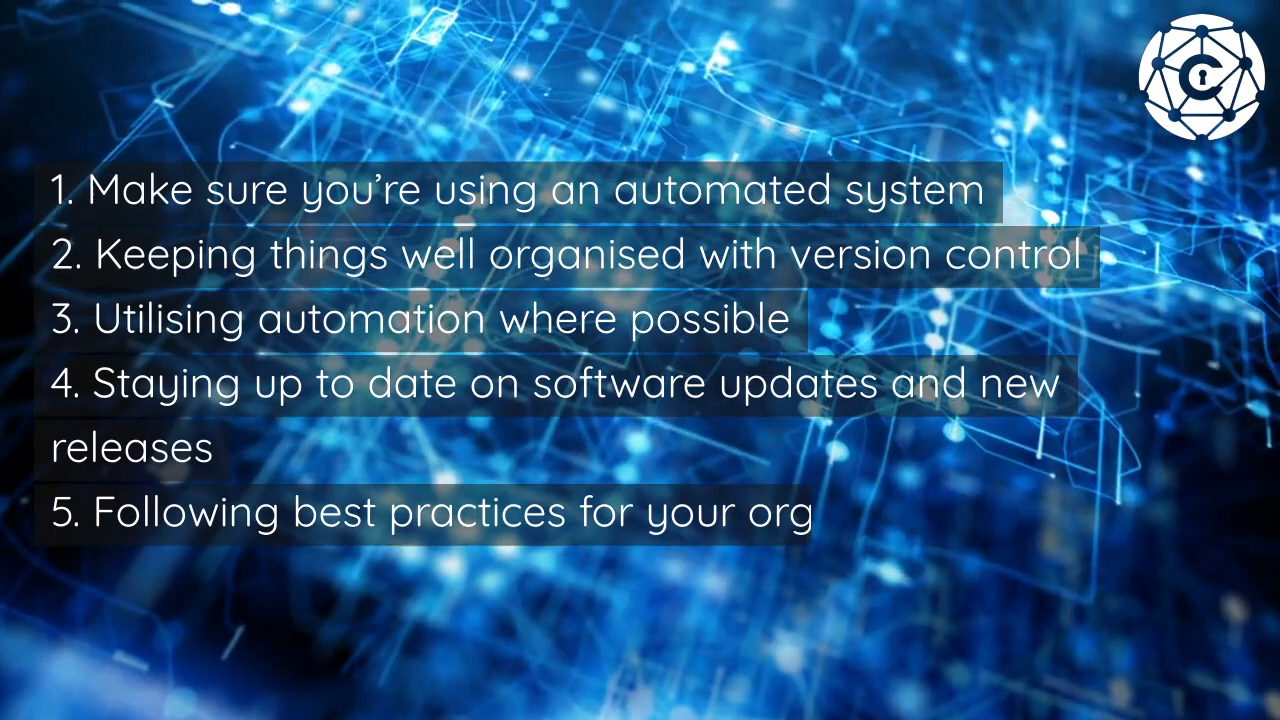 1. Make sure you’re using an automated system
2. Keeping things well organised with version control
3. Utilising automation where possible
4. Staying up to date on software updates and new
releases
5. Following best practices for your org